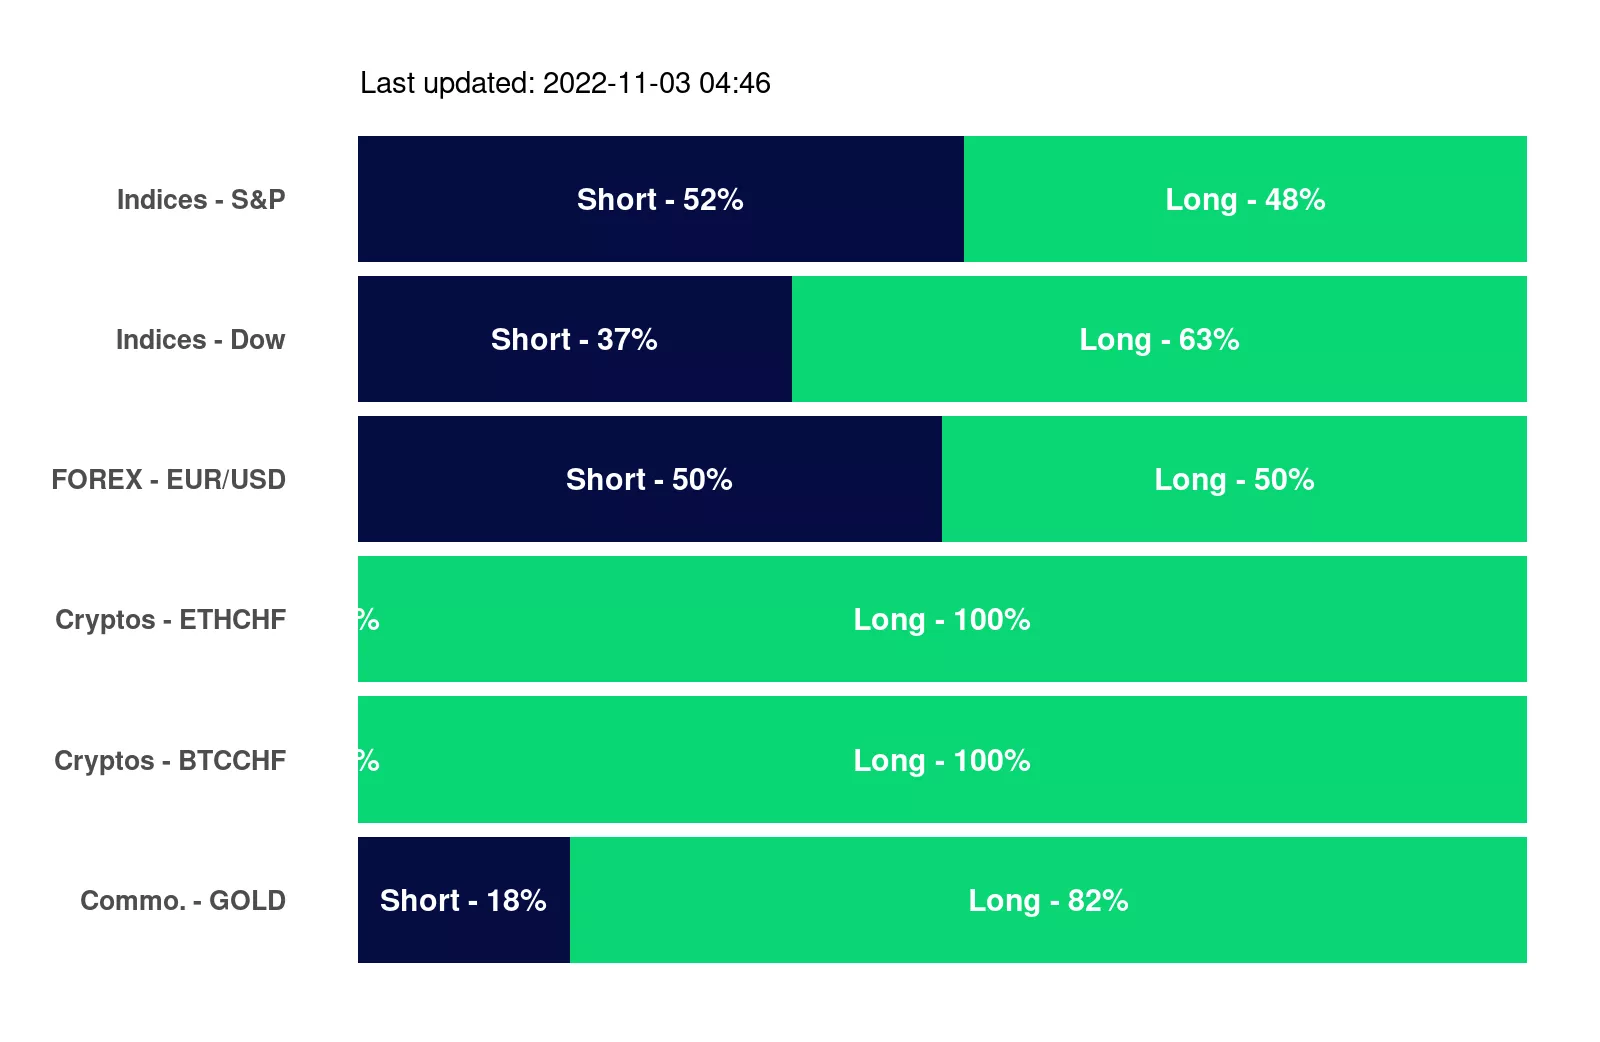 Last updated: 2022-11-03 04:46
Indices - S&P Short - 52% Long - 48%
Indices - Dow Short - 37% Long - 63%
FOREX - EUR/USD Short - 50% Long - 50%
Cryptos - ETHCHF % Long - 100%
Cryptos - BTCCHF % Long - 100%
Commo. - GOLD Short - 18% Long - 82%